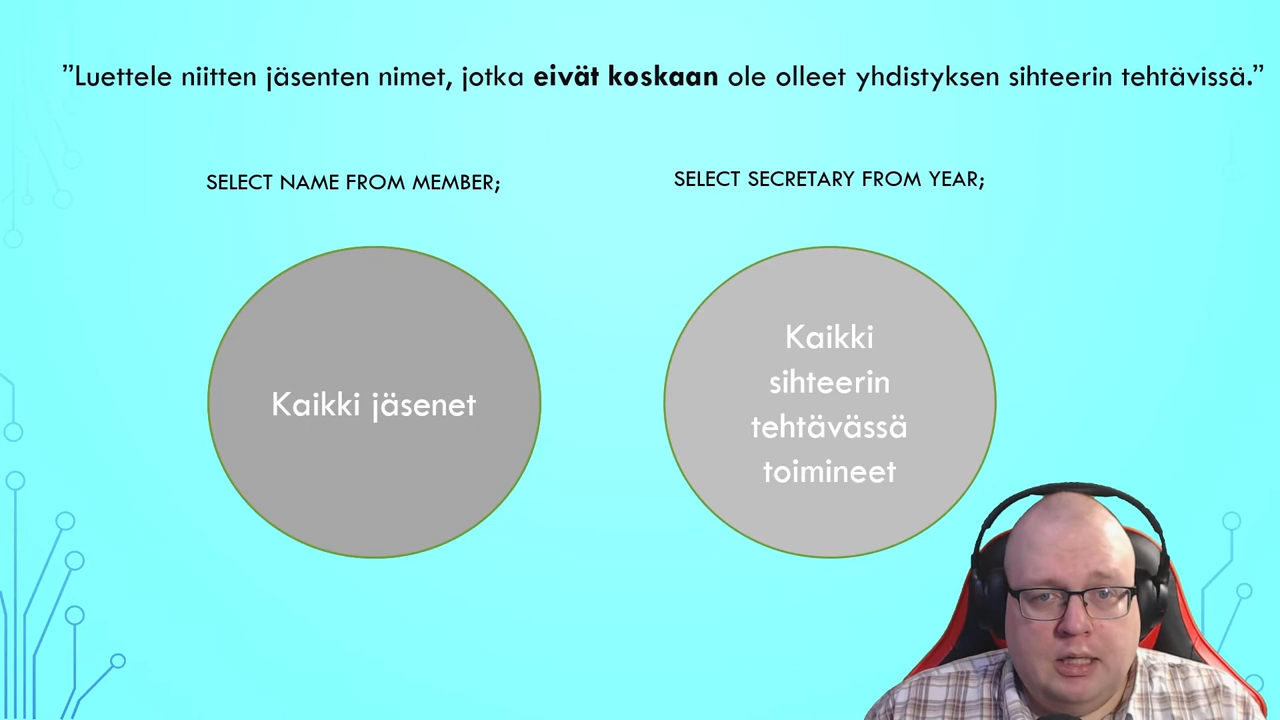 ”Luettele niitten jäsenten nimet, jotka eivät koskaan ole olleet yhdistyksen sihteerin tehtävissä.”
SELECT NAME FROM MEMBER;
SELECT SECRETARY FROM YEAR;
Kaikki jäsenet
Kaikki
sihteerin
tehtävässä
toimineet